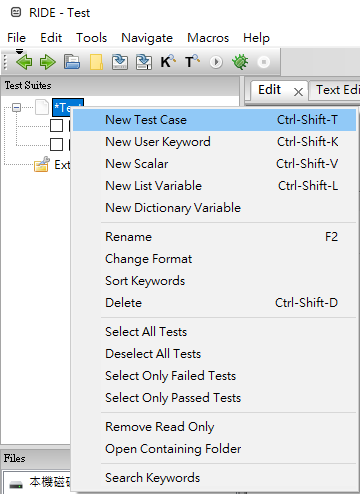 RIDE - Test
File Edit Tools Navigate Macros Help
K T
Test Suites
Edit Text Edi
*Test
New Test Case Ctrl-Shift-T
New User Keyword Ctrl-Shift-K
New Scalar Ctrl-Shift-V
New List Variable Ctrl-Shift-L
New Dictionary Variable
Ext
Rename F2
Change Format
Sort Keywords
Delete Ctrl-Shift-D
Select All Tests
Deselect All Tests
Select Only Failed Tests
Select Only Passed Tests
Remove Read Only
Open Containing Folder
Search Keywords
Files
本機磁